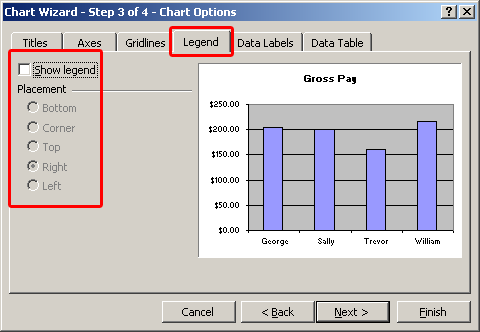 Chart Wizard - Step 3 of 4 - Chart Options
Titles Axes Gridlines Legend Data Labels Data Table
Show legend
Placement
Bottom
Corner
Top
Right
Left
Gross Pay
$250.00
$200.00
$150.00
$100.00
$50.00
$0.00
George Sally Trevor William
Cancel < Back Next > Finish